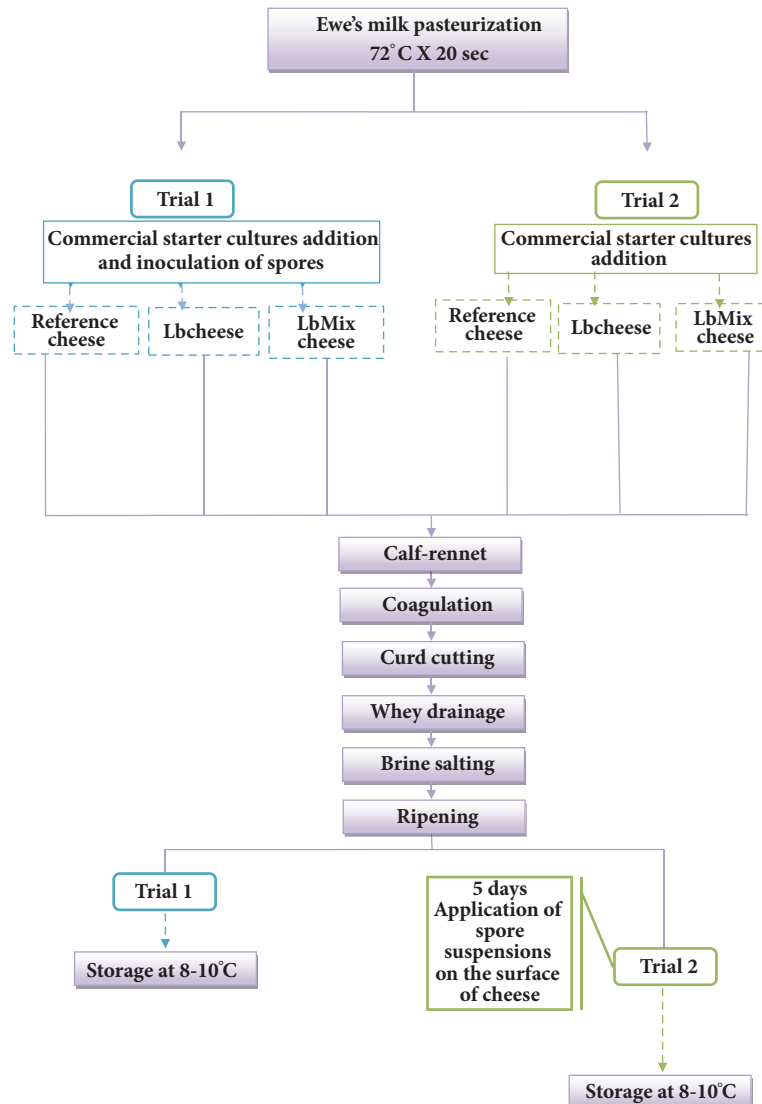 Ewe's milk pasteurization
72°C X 20 sec
Trial 1
Commercial starter cultures addition
and inoculation of spores
Reference
cheese
Lbcheese
LbMix
cheese
Trial 2
Commercial starter cultures
addition
Reference
cheese
Lbcheese
LbMix
cheese
Calf-rennet
Coagulation
Curd cutting
Whey drainage
Brine salting
Ripening
Trial 1
Storage at 8-10°C
5 days
Application of
spore
suspensions
on the surface
of cheese
Trial 2
Storage at 8-10°C